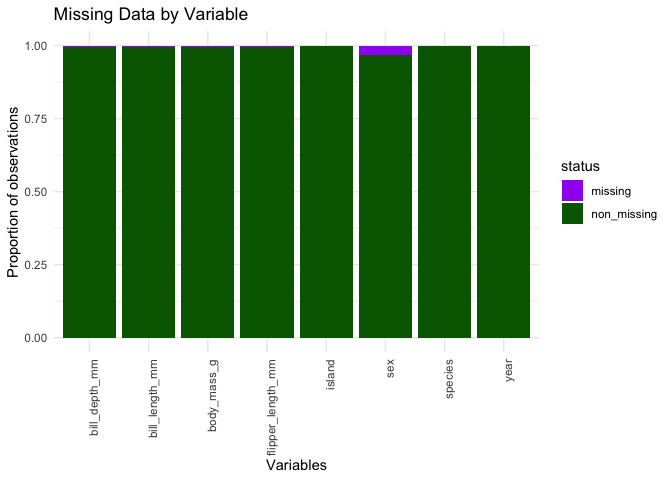 Missing Data by Variable
1.00
0.75
0.50
0.25
0.00
Proportion of observations
bill_depth_mm
bill_length_mm
body_mass_g
flipper_length_mm
island
sex
species
year
Variables
status
missing
non_missing